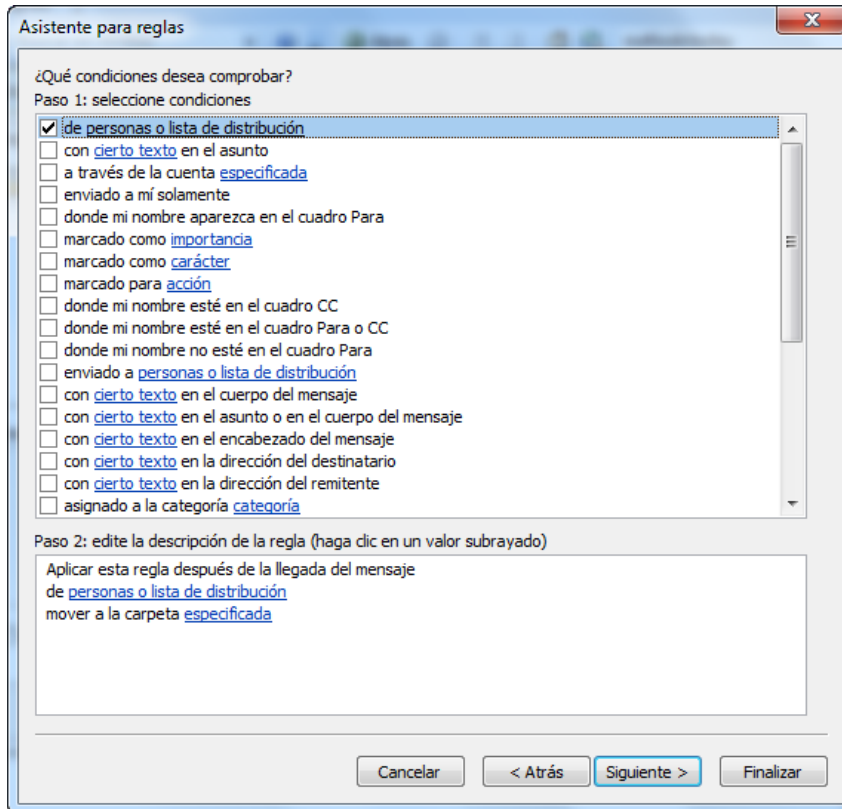 Asistente para reglas
¿Qué condiciones desea comprobar?
Paso 1: seleccione condiciones
de personas o lista de distribución
con cierto texto en el asunto
a través de la cuenta especificada
enviado a mí solamente
donde mi nombre aparezca en el cuadro Para
marcado como importancia
marcado como carácter
marcado para acción
donde mi nombre esté en el cuadro CC
donde mi nombre esté en el cuadro Para o CC
donde mi nombre no esté en el cuadro Para
enviado a personas o lista de distribución
con cierto texto en el cuerpo del mensaje
con cierto texto en el asunto o en el cuerpo del mensaje
con cierto texto en el encabezado del mensaje
con cierto texto en la dirección del destinatario
con cierto texto en la dirección del remitente
asignado a la categoría categoría
Paso 2: edite la descripción de la regla (haga clic en un valor subrayado)
Aplicar esta regla después de la llegada del mensaje
de personas o lista de distribución
mover a la carpeta especificada
Cancelar < Atrás Siguiente > Finalizar